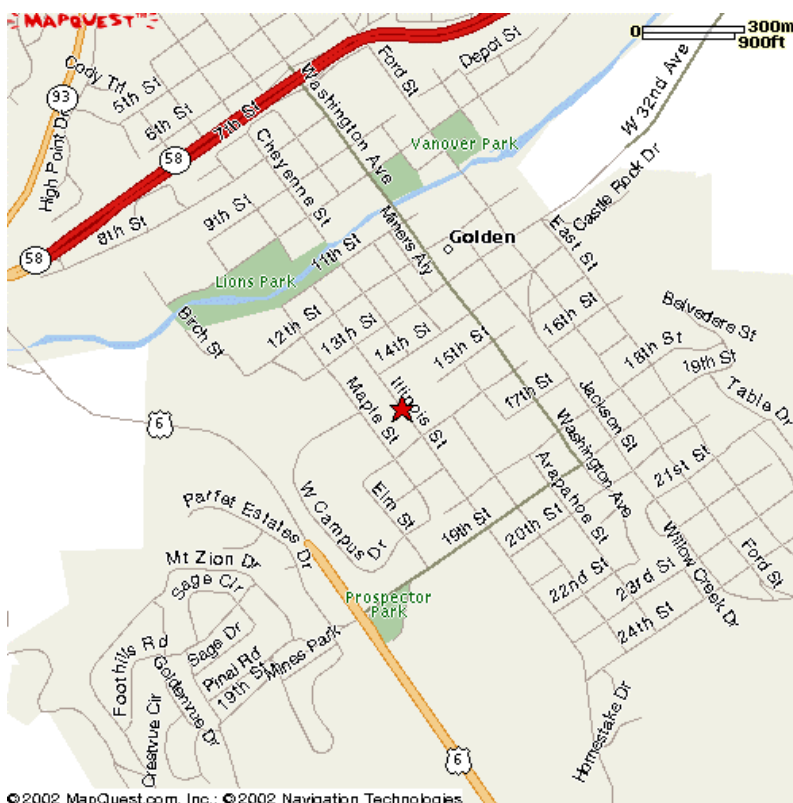 MAPQUEST™
0 300m
900ft
Cody Trl
5th St
6th St
7th St
93
58
High Point Dr
Washington Ave
Ford St
Depot St
W 32nd Ave
Vanover Park
Cheyenne St
8th St
9th St
58
Miners Aly
Golden
Castle Rock Dr
East St
11th St
Lions Park
Birch St
12th St
13th St
14th St
15th St
16th St
Belvedere St
18th St
19th St
Table Dr
Illinois St
Maple St
17th St
Jackson St
Washington Ave
6
W Campus Dr
Elm St
Arapahoe St
21st St
Parfet Estates Dr
19th St
20th St
Mt Zion Dr
Sage Cir
Prospector
Park
22nd St
23rd St
24th St
Willow Creek Dr
Ford St
Foothills Rd
Sage Dr
Pinal Rd
19th St
Mines Park
Goldenvue Dr
Crestvue Cir
Homestake Dr
6
©2002 MapQuest.com, Inc.; ©2002 Navigation Technologies